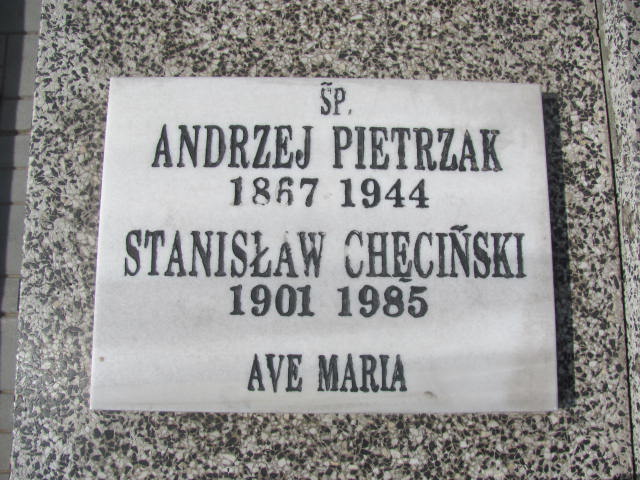 ŚP.
ANDRZEJ PIETRZAK
1867 1944
STANISŁAW CHĘCIŃSKI
1901 1985
AVE MARIA